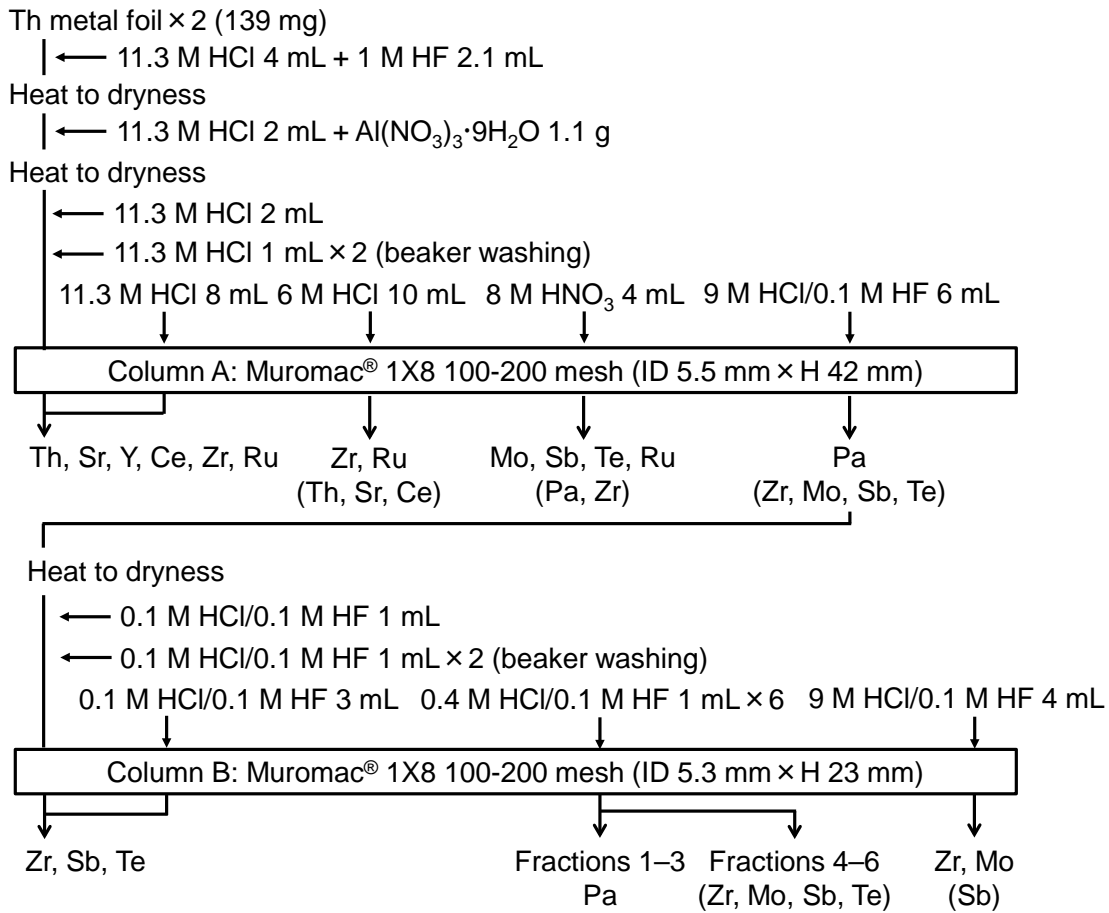 Th metal foil × 2 (139 mg)
11.3 M HCl 4 mL + 1 M HF 2.1 mL
Heat to dryness
11.3 M HCl 2 mL + Al(NO₃)₃·9H₂O 1.1 g
Heat to dryness
11.3 M HCl 2 mL
11.3 M HCl 1 mL × 2 (beaker washing)
11.3 M HCl 8 mL 6 M HCl 10 mL 8 M HNO₃ 4 mL 9 M HCl/0.1 M HF 6 mL
Column A: Muromac® 1X8 100-200 mesh (ID 5.5 mm × H 42 mm)
Th, Sr, Y, Ce, Zr, Ru Zr, Ru Mo, Sb, Te, Ru Pa
(Th, Sr, Ce) (Pa, Zr) (Zr, Mo, Sb, Te)
Heat to dryness
0.1 M HCl/0.1 M HF 1 mL
0.1 M HCl/0.1 M HF 1 mL × 2 (beaker washing)
0.1 M HCl/0.1 M HF 3 mL 0.4 M HCl/0.1 M HF 1 mL × 6 9 M HCl/0.1 M HF 4 mL
Column B: Muromac® 1X8 100-200 mesh (ID 5.3 mm × H 23 mm)
Zr, Sb, Te Fractions 1–3 Fractions 4–6 Zr, Mo
Pa (Zr, Mo, Sb, Te) (Sb)